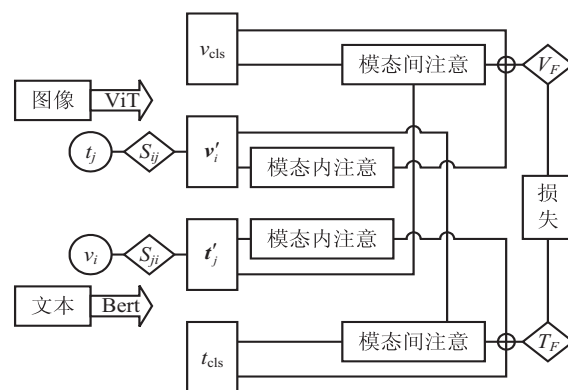 v_cls
模态间注意
V_F
图像
ViT
t_j
S_ij
v'_i
模态内注意
损失
v_i
S_ji
t'_j
模态内注意
文本
Bert
t_cls
模态间注意
T_F